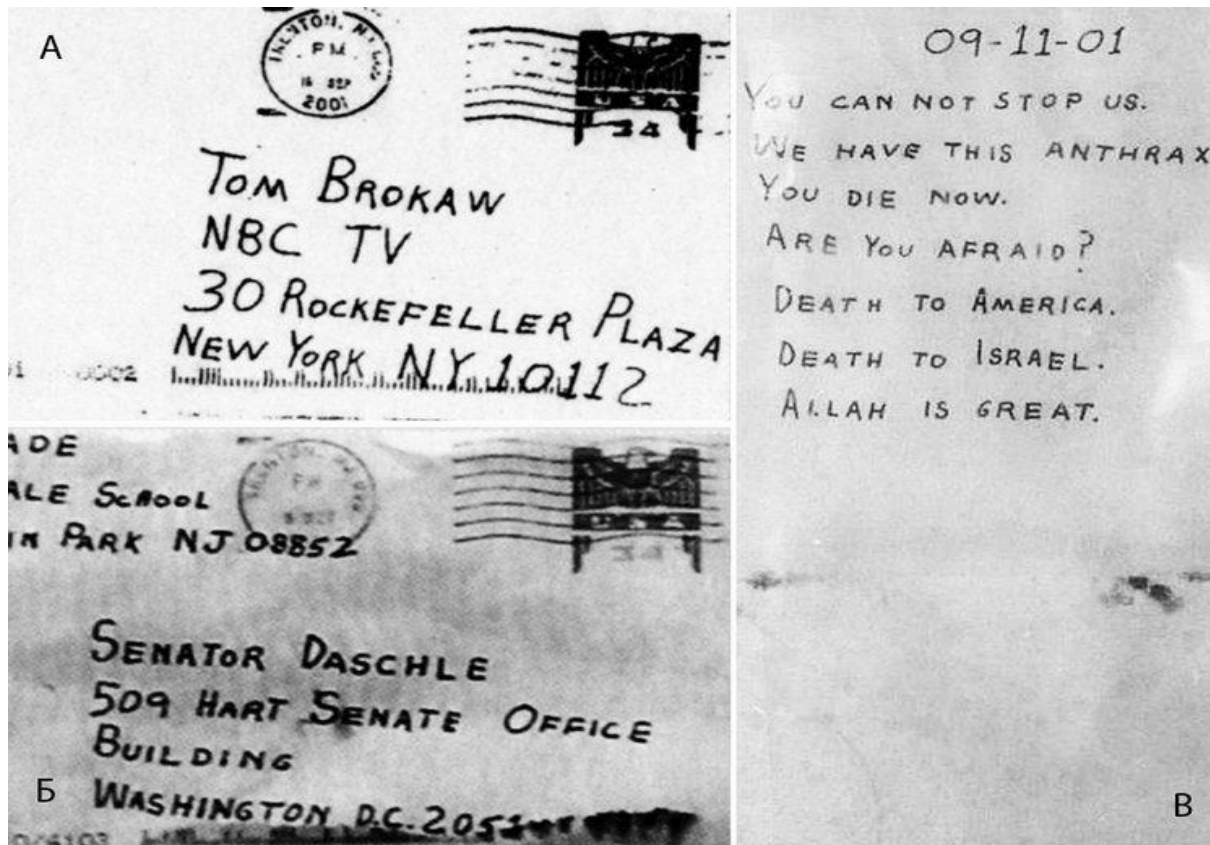 А
TRENTON, N.J.
PM
18 SEP
2001
USA
34
TOM BROKAW
NBC TV
30 ROCKEFELLER PLAZA
NEW YORK NY 10112
ADE
ALE SCHOOL
PARK NJ 08852
PM
SENATOR DASCHLE
509 HART SENATE OFFICE
BUILDING
WASHINGTON D.C.
Б
09-11-01
YOU CAN NOT STOP US.
WE HAVE THIS ANTHRAX
YOU DIE NOW.
ARE YOU AFRAID?
DEATH TO AMERICA.
DEATH TO ISRAEL.
ALLAH IS GREAT.
В